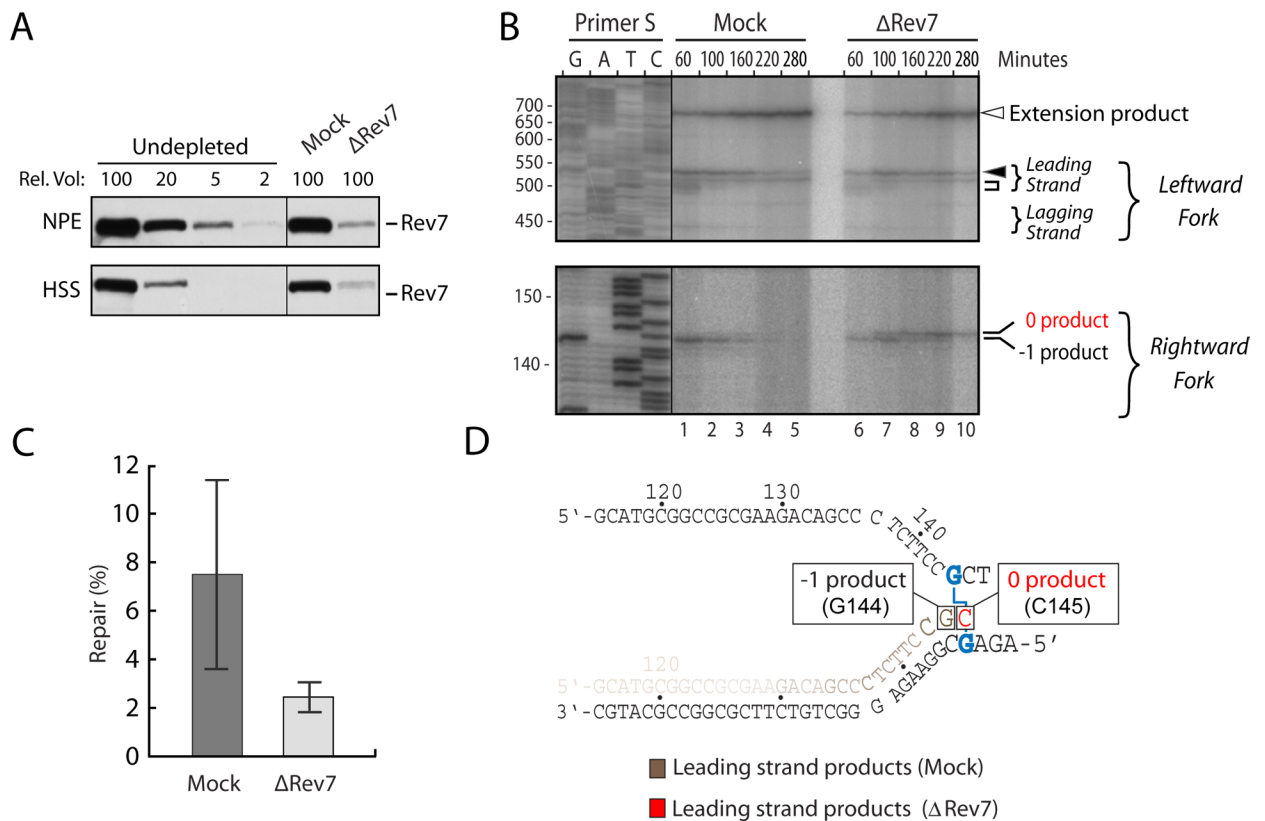 A
Undepleted
Mock
ΔRev7
Rel. Vol: 100 20 5 2 100 100
NPE
–Rev7
HSS
–Rev7
B
Primer S Mock ΔRev7
G A T C 60 100 160 220 280 60 100 160 220 280 Minutes
700 -
650 -
600 -
550 -
500 -
450 -
Extension product
Leading
Strand
Lagging
Strand
Leftward
Fork
150 -
140 -
0 product
-1 product
Rightward
Fork
1 2 3 4 5 6 7 8 9 10
C
Repair (%)
12
10
8
6
4
2
0
Mock ΔRev7
D
120 130 140
5'-GCATGCGGCCGCGAAGACAGCC C TCTTCC GCT
-1 product
(G144)
0 product
(C145)
G C
5'-GCATGCGGCCGCGAAGACAGCCCTCTTC C
120
3'-CGTACGCCGGCGCTTCTGTCGG G AGAAGGCGAGA-5'
Leading strand products (Mock)
Leading strand products (ΔRev7)